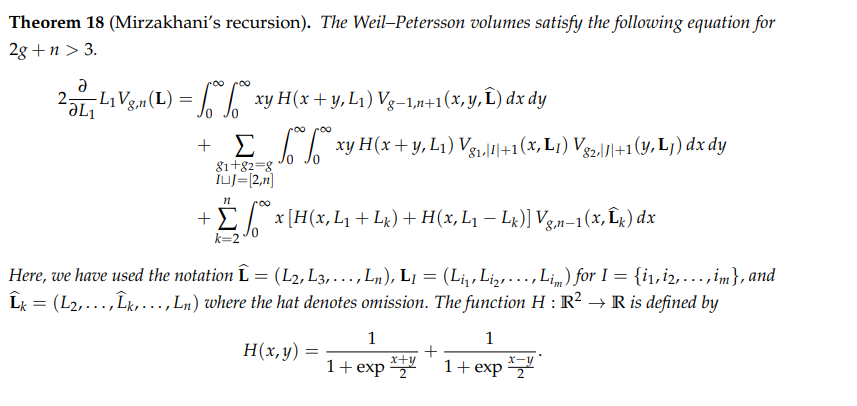 Theorem 18 (Mirzakhani's recursion). The Weil–Petersson volumes satisfy the following equation for
2g + n > 3.
2 ∂/∂L₁ L₁V_{g,n}(L) = ∫₀^∞ ∫₀^∞ xy H(x + y, L₁) V_{g−1,n+1}(x, y, L̂) dx dy
+ ∑_{g₁+g₂=g, I⊔J=[2,n]} ∫₀^∞ ∫₀^∞ xy H(x + y, L₁) V_{g₁,|I|+1}(x, L_I) V_{g₂,|J|+1}(y, L_J) dx dy
+ ∑_{k=2}^{n} ∫₀^∞ x [H(x, L₁ + L_k) + H(x, L₁ − L_k)] V_{g,n−1}(x, L̂_k) dx
Here, we have used the notation L̂ = (L₂, L₃, . . . , L_n), L_I = (L_{i₁}, L_{i₂}, . . . , L_{i_m}) for I = {i₁, i₂, . . . , i_m}, and
L̂_k = (L₂, . . . , L̂_k, . . . , L_n) where the hat denotes omission. The function H : ℝ² → ℝ is defined by
H(x, y) = 1/(1 + exp (x+y)/2) + 1/(1 + exp (x−y)/2).